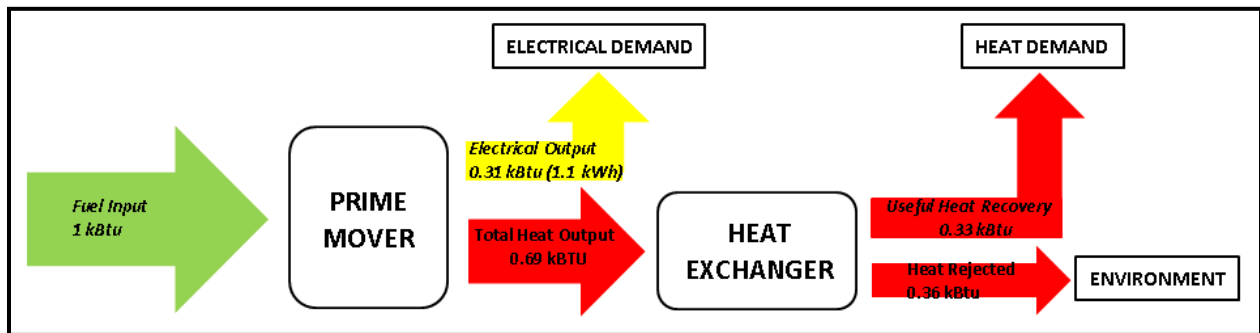 ELECTRICAL DEMAND
HEAT DEMAND
Fuel Input
1 kBtu
PRIME
MOVER
Electrical Output
0.31 kBtu (1.1 kWh)
Total Heat Output
0.69 kBTU
HEAT
EXCHANGER
Useful Heat Recovery
0.33 kBtu
Heat Rejected
0.36 kBtu
ENVIRONMENT